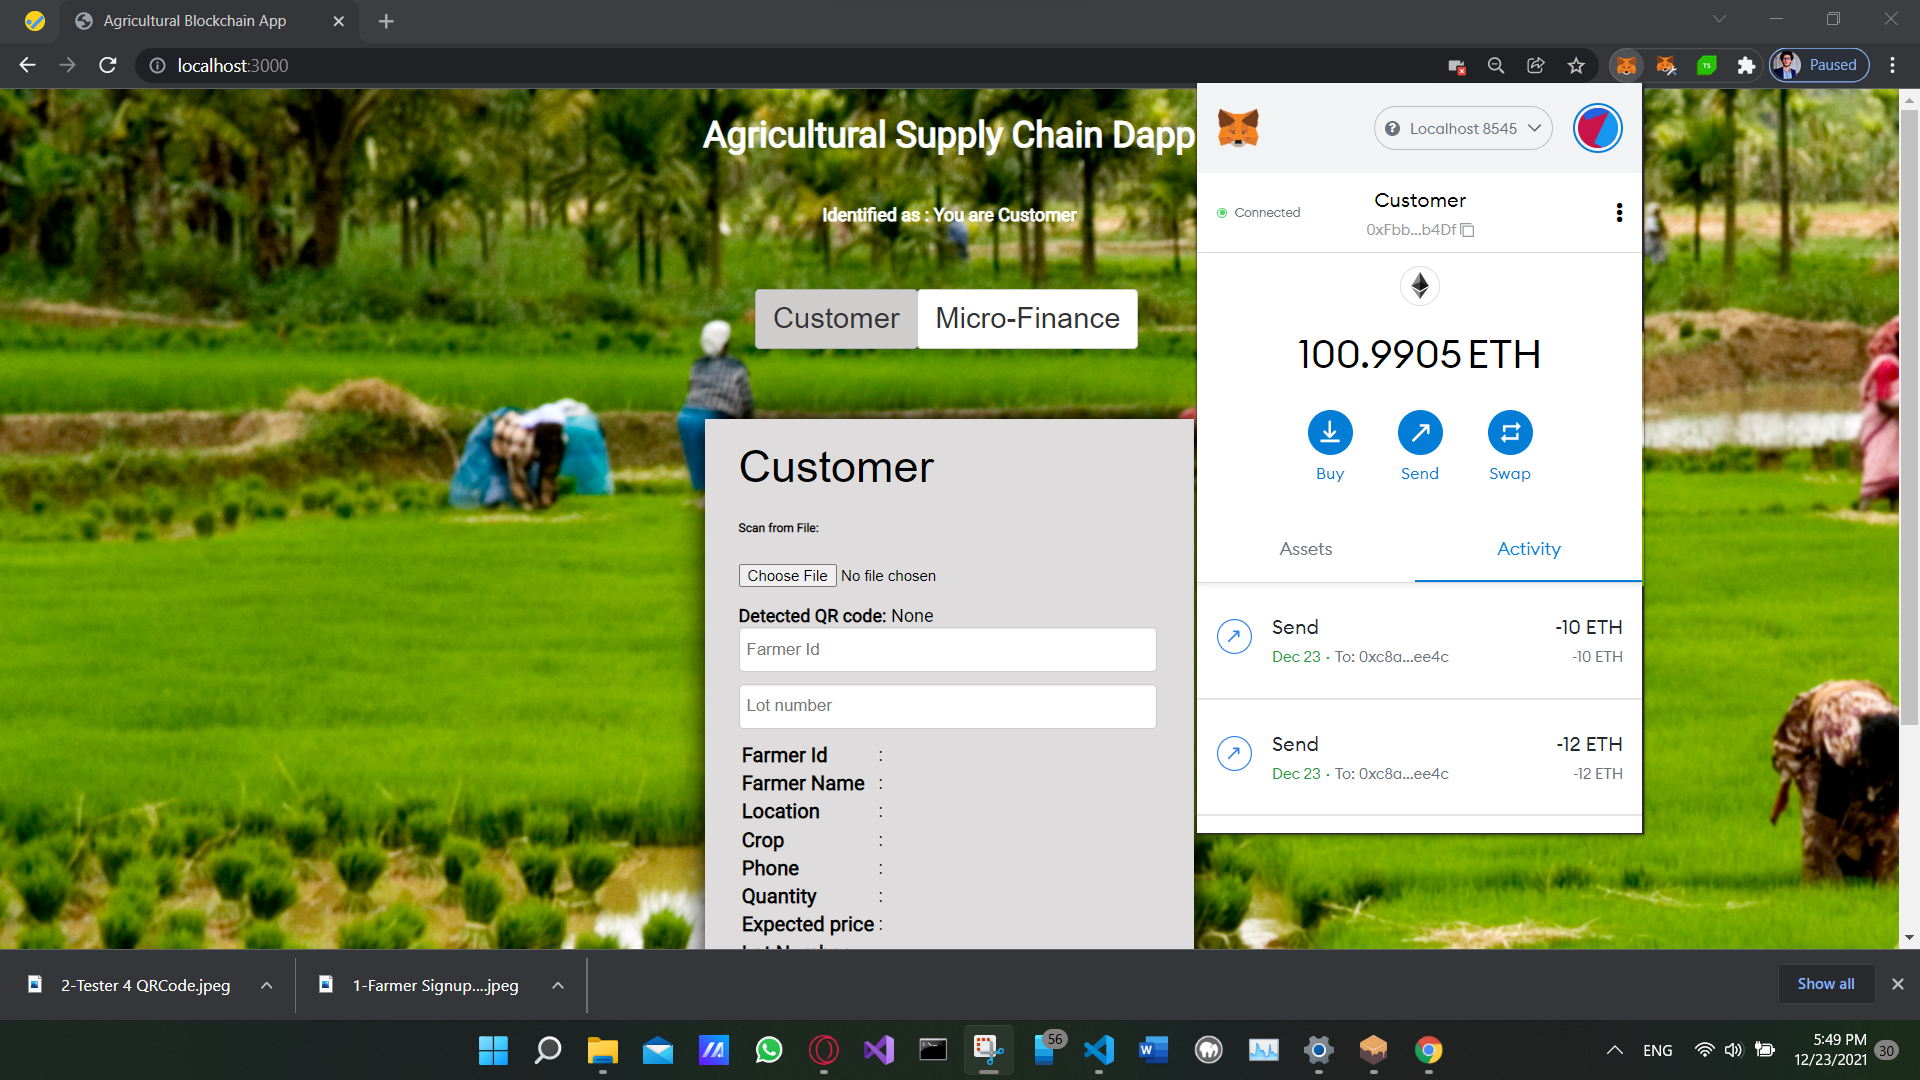 Agricultural Blockchain App
localhost:3000
Paused
Agricultural Supply Chain Dapp
Identified as : You are Customer
Customer
Micro-Finance
Customer
Scan from File:
Choose File No file chosen
Detected QR code: None
Farmer Id
Lot number
Farmer Id :
Farmer Name :
Location :
Crop :
Phone :
Quantity :
Expected price :
Localhost 8545
Connected
Customer
0xFbb...b4Df
100.9905 ETH
Buy
Send
Swap
Assets
Activity
Send -10 ETH
Dec 23 · To: 0xc8a...ee4c -10 ETH
Send -12 ETH
Dec 23 · To: 0xc8a...ee4c -12 ETH
2-Tester 4 QRCode.jpeg
1-Farmer Signup....jpeg
Show all
56
ENG
5:49 PM
12/23/2021
30